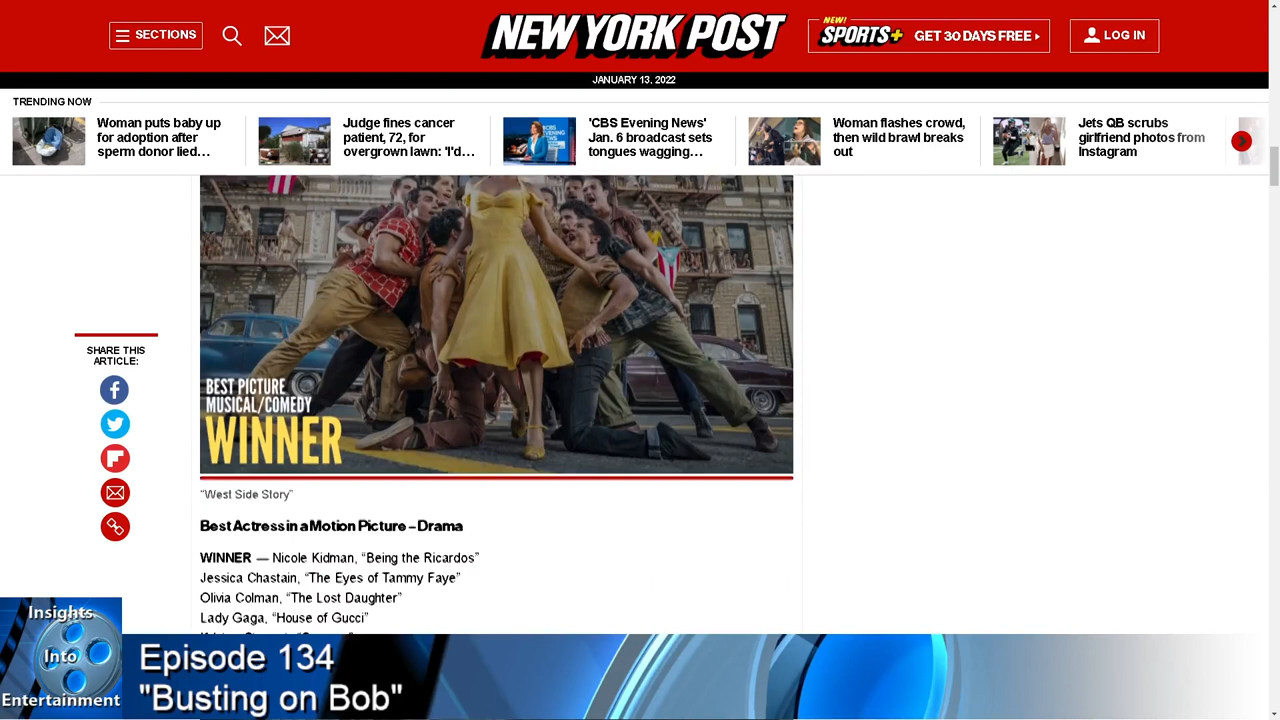 SECTIONS
NEW YORK POST
NEW!
SPORTS+
GET 30 DAYS FREE
LOG IN
JANUARY 13, 2022
TRENDING NOW
Woman puts baby up
for adoption after
sperm donor lied…
Judge fines cancer
patient, 72, for
overgrown lawn: 'I'd…
'CBS Evening News'
Jan. 6 broadcast sets
tongues wagging…
Woman flashes crowd,
then wild brawl breaks
out
Jets QB scrubs
girlfriend photos from
Instagram
SHARE THIS
ARTICLE:
BEST PICTURE
MUSICAL/COMEDY
WINNER
“West Side Story”
Best Actress in a Motion Picture – Drama
WINNER — Nicole Kidman, “Being the Ricardos”
Jessica Chastain, “The Eyes of Tammy Faye”
Olivia Colman, “The Lost Daughter”
Lady Gaga, “House of Gucci”
Insights
Into
Entertainment
Episode 134
"Busting on Bob"